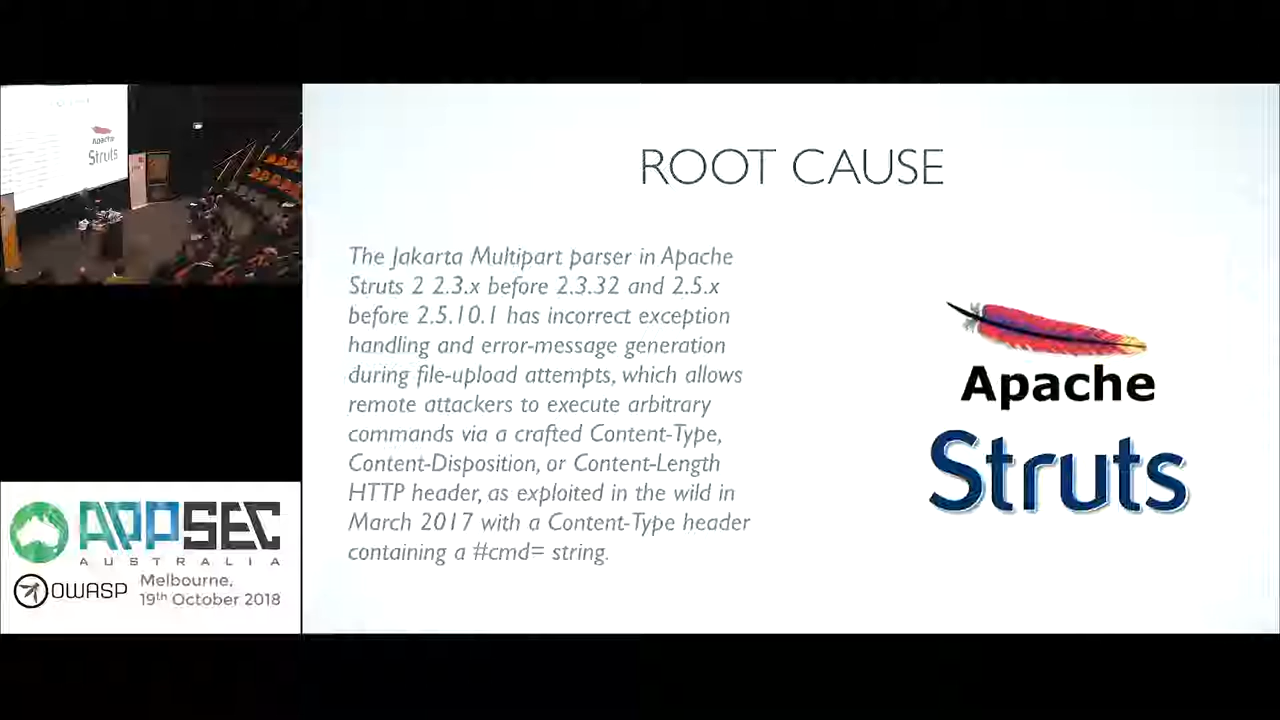 Apache
Struts
APPSEC
AUSTRALIA
OWASP
Melbourne,
19th October 2018
ROOT CAUSE
The Jakarta Multipart parser in Apache
Struts 2 2.3.x before 2.3.32 and 2.5.x
before 2.5.10.1 has incorrect exception
handling and error-message generation
during file-upload attempts, which allows
remote attackers to execute arbitrary
commands via a crafted Content-Type,
Content-Disposition, or Content-Length
HTTP header, as exploited in the wild in
March 2017 with a Content-Type header
containing a #cmd= string.
Apache
Struts